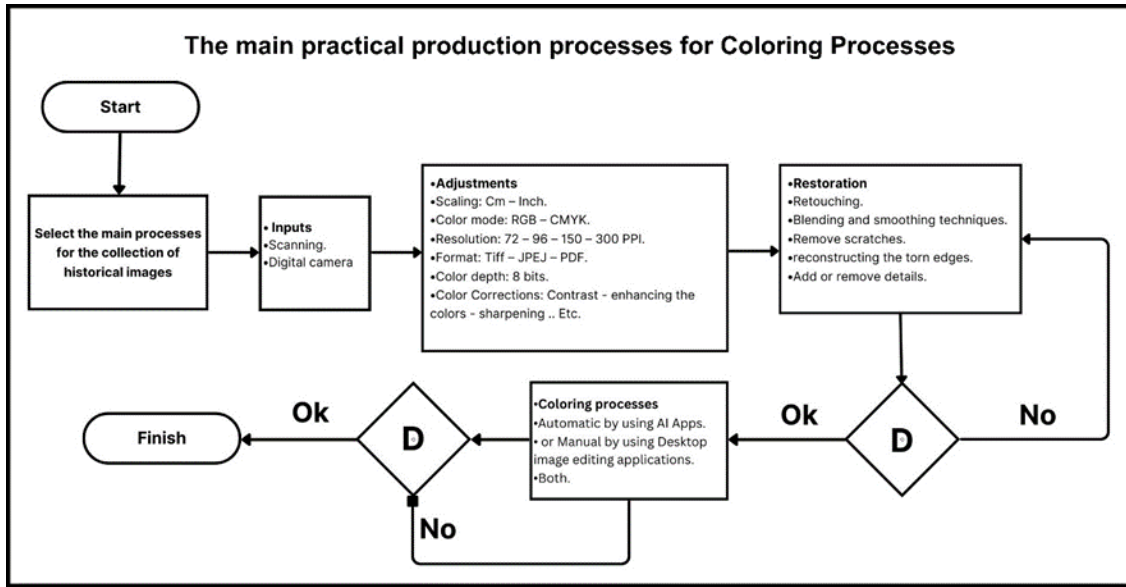 The main practical production processes for Coloring Processes
Start
Select the main processes
for the collection of
historical images
• Inputs
•Scanning.
•Digital camera
•Adjustments
•Scaling: Cm – Inch.
•Color mode: RGB – CMYK.
•Resolution: 72 – 96 – 150 – 300 PPI.
•Format: Tiff – JPEJ – PDF.
•Color depth: 8 bits.
•Color Corrections: Contrast - enhancing the
colors - sharpening .. Etc.
•Restoration
•Retouching.
•Blending and smoothing techniques.
•Remove scratches.
•reconstructing the torn edges.
•Add or remove details.
D
No
Ok
•Coloring processes
•Automatic by using AI Apps.
• or Manual by using Desktop
image editing applications.
•Both.
D
No
Ok
Finish